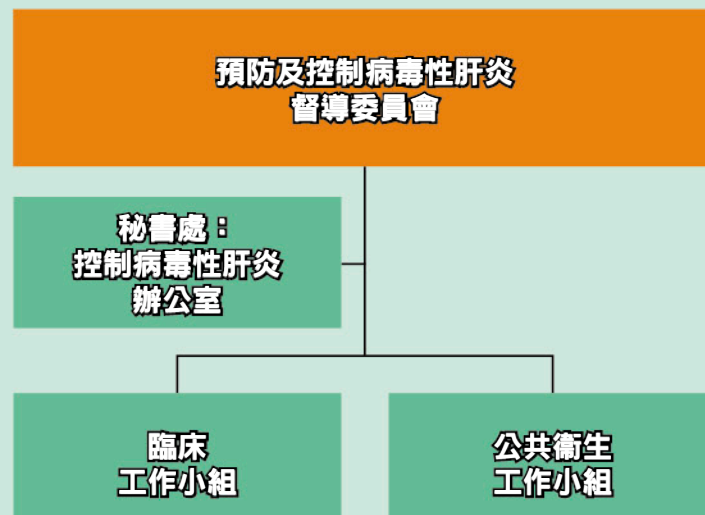 預防及控制病毒性肝炎
督導委員會
秘書處：
控制病毒性肝炎
辦公室
臨床
工作小組
公共衞生
工作小組